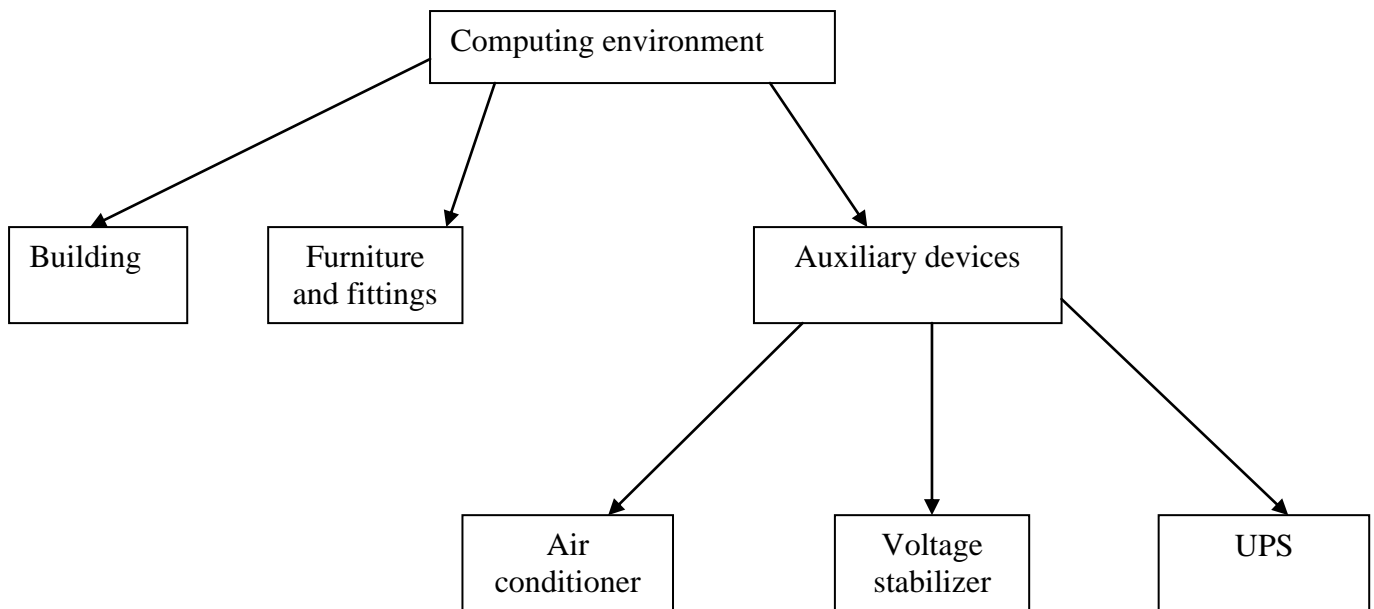 Computing environment
Building
Furniture
and fittings
Auxiliary devices
Air
conditioner
Voltage
stabilizer
UPS